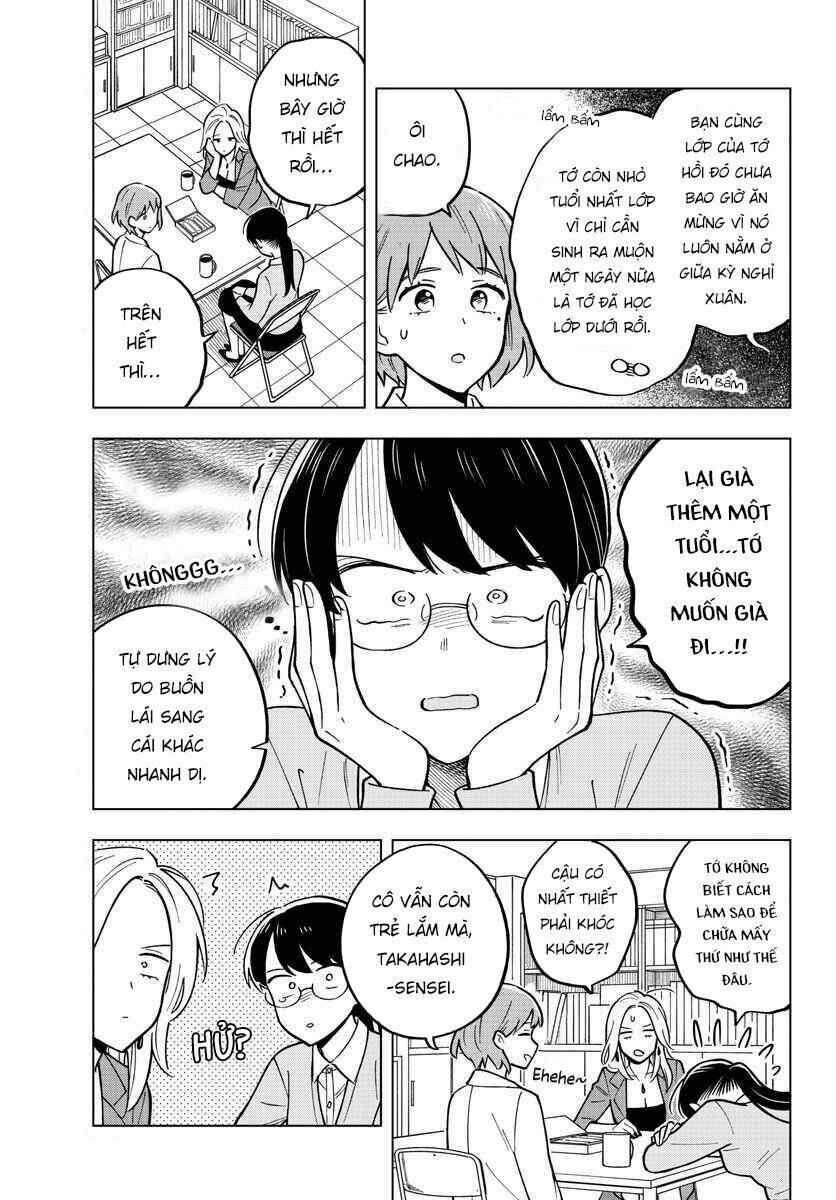 BẠN CÙNG
LỚP CỦA TỚ
HỒI ĐÓ CHƯA
BAO GIỜ ĂN
MỪNG VÌ NÓ
LUÔN NẰM Ở
GIỮA KỲ NGHỈ
XUÂN.
lẨM BẨM
TỚ CÒN NHỎ
TUỔI NHẤT LỚP
VÌ CHỈ CẦN
SINH RA MUỘN
MỘT NGÀY NỮA
LÀ TỚ ĐÃ HỌC
LỚP DƯỚI RỒI.
lẨM BẨM
ÔI
CHAO.
NHƯNG
BÂY GIỜ
THÌ HẾT
RỒI...
TRÊN
HẾT
THÌ...
LẠI GIÀ
THÊM MỘT
TUỔI...TỚ
KHÔNG
MUỐN GIÀ
ĐI...!!
KHÔNGGG...
TỰ DƯNG LÝ
DO BUỒN
LÁI SANG
CÁI KHÁC
NHANH DỊ.
TỚ KHÔNG
BIẾT CÁCH
LÀM SAO ĐỂ
CHỮA MẤY
THỨ NHƯ THẾ
ĐÂU.
CẬU CÓ
NHẤT THIẾT
PHẢI KHÓC
KHÔNG?!
Ehehe~
CÔ VẪN CÒN
TRẺ LẮM MÀ,
TAKAHASHI
-SENSEI.
HỬ?